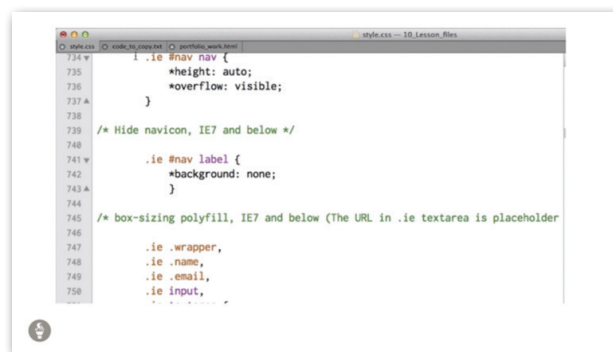 style.css — 10_Lesson_files
style.css code_to_copy.txt portfolio_work.html
734 .ie #nav nav {
735 *height: auto;
736 *overflow: visible;
737 }
738
739 /* Hide navicon, IE7 and below */
740
741 .ie #nav label {
742 *background: none;
743 }
744
745 /* box-sizing polyfill, IE7 and below (The URL in .ie textarea is placeholder
746
747 .ie .wrapper,
748 .ie .name,
749 .ie .email,
750 .ie input,